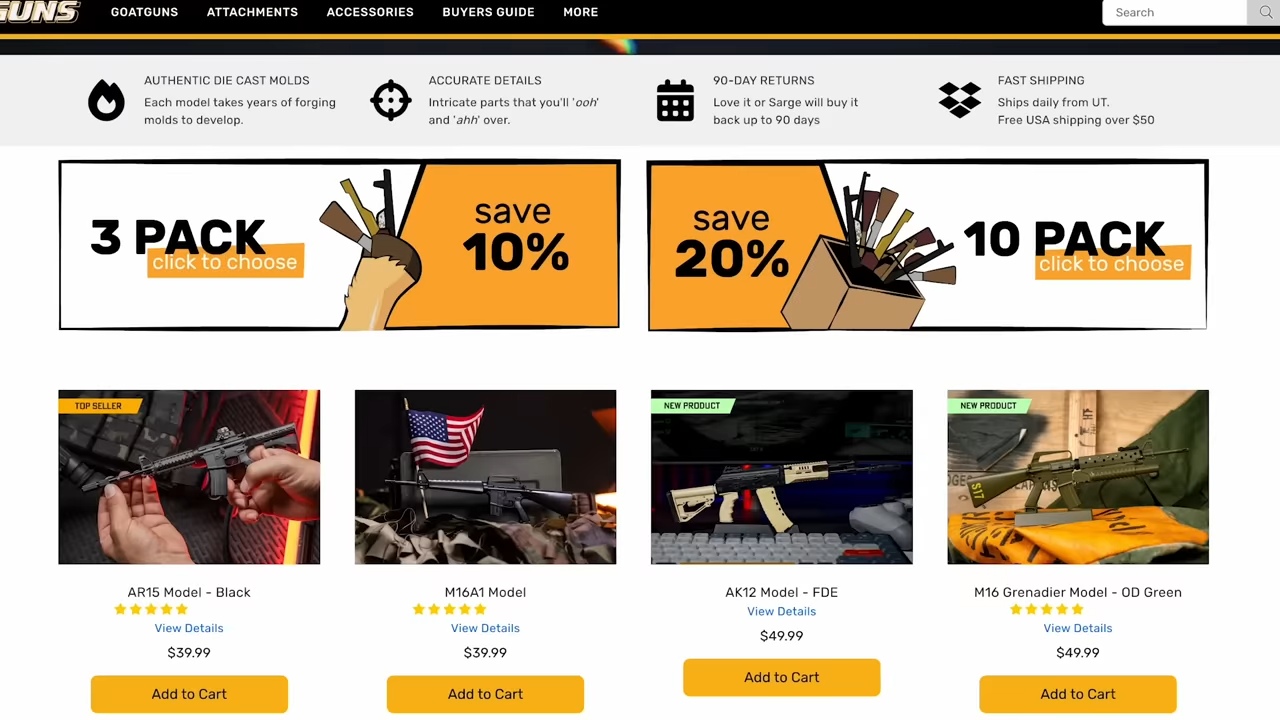 GUNS
GOATGUNS
ATTACHMENTS
ACCESSORIES
BUYERS GUIDE
MORE
Search
AUTHENTIC DIE CAST MOLDS
Each model takes years of forging
molds to develop.
ACCURATE DETAILS
Intricate parts that you'll 'ooh'
and 'ahh' over.
90-DAY RETURNS
Love it or Sarge will buy it
back up to 90 days
FAST SHIPPING
Ships daily from UT.
Free USA shipping over $50
3 PACK
click to choose
save
10%
save
20%
10 PACK
click to choose
TOP SELLER
AR15 Model - Black
View Details
$39.99
Add to Cart
M16A1 Model
View Details
$39.99
Add to Cart
NEW PRODUCT
AK12 Model - FDE
View Details
$49.99
Add to Cart
NEW PRODUCT
S17
M16 Grenadier Model - OD Green
View Details
$49.99
Add to Cart